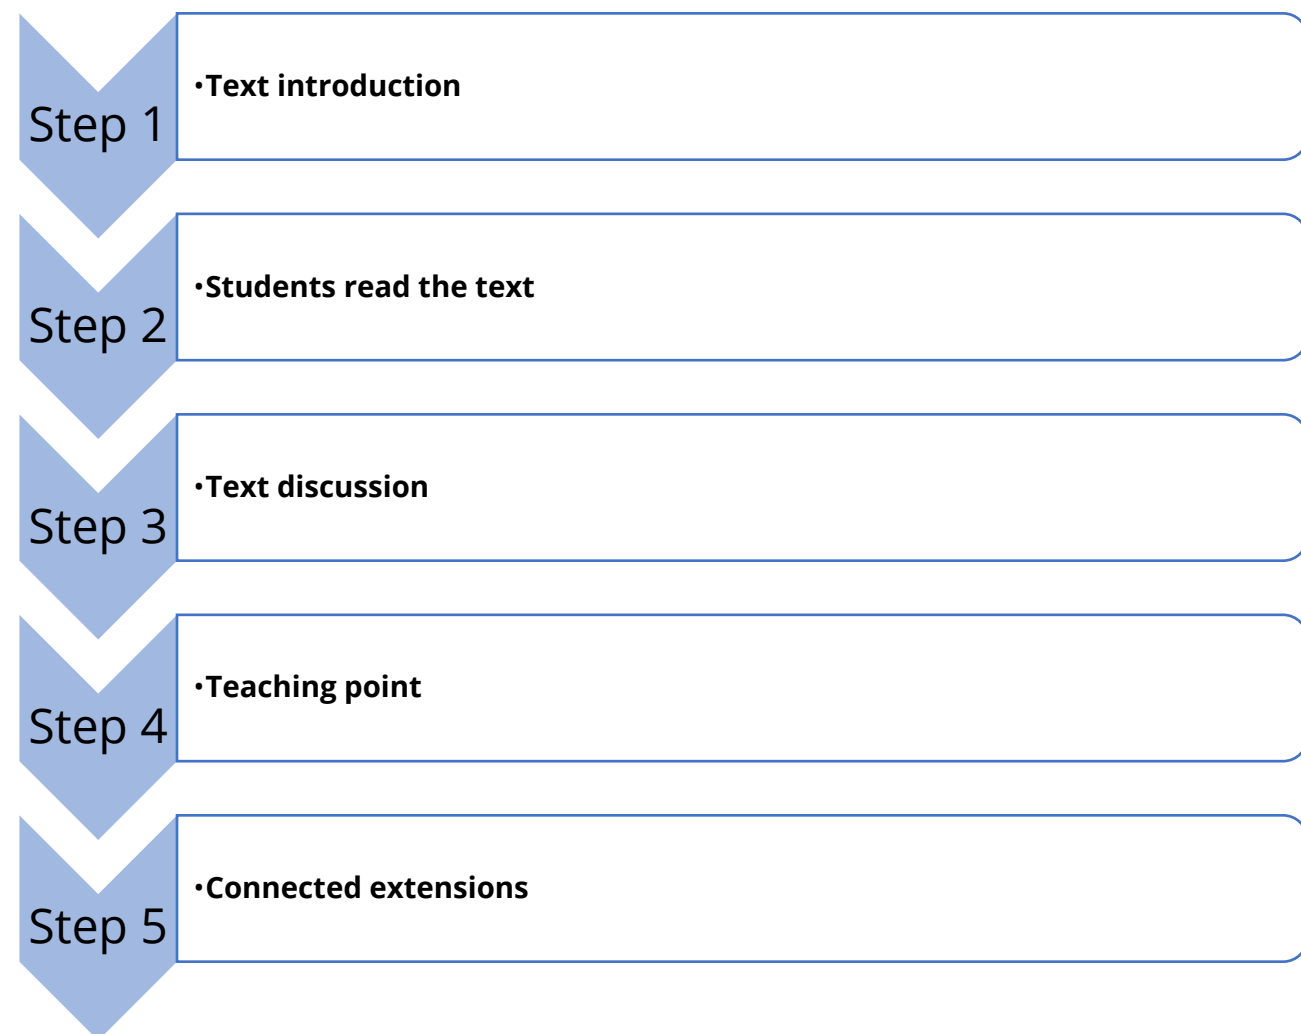 Step 1
•Text introduction
Step 2
•Students read the text
Step 3
•Text discussion
Step 4
•Teaching point
Step 5
•Connected extensions